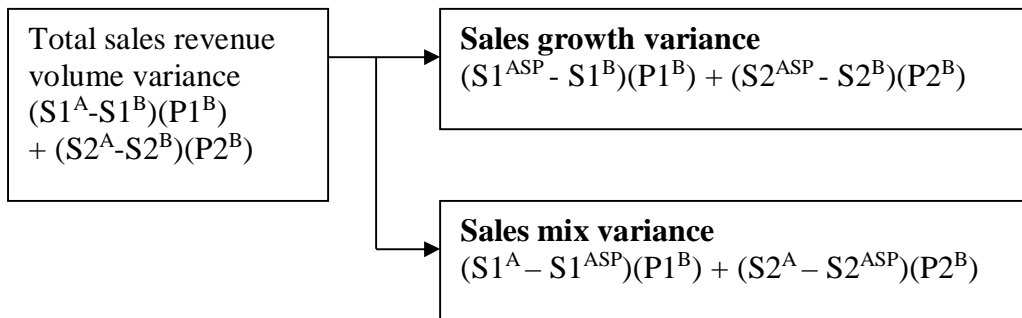 Total sales revenue
volume variance
(S1ᴬ-S1ᴮ)(P1ᴮ)
+ (S2ᴬ-S2ᴮ)(P2ᴮ)
Sales growth variance
(S1ᴬˢᴾ - S1ᴮ)(P1ᴮ) + (S2ᴬˢᴾ - S2ᴮ)(P2ᴮ)
Sales mix variance
(S1ᴬ – S1ᴬˢᴾ)(P1ᴮ) + (S2ᴬ – S2ᴬˢᴾ)(P2ᴮ)